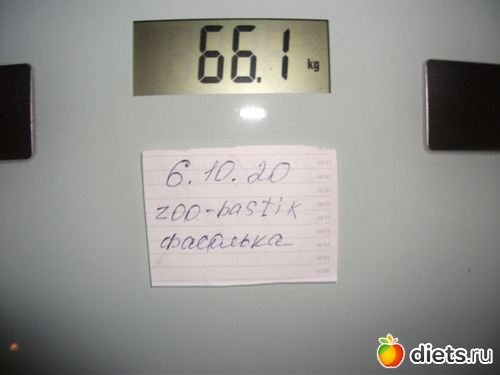 66.1 kg
6.10.20
zoo-bastik
фасолька
diets.ru